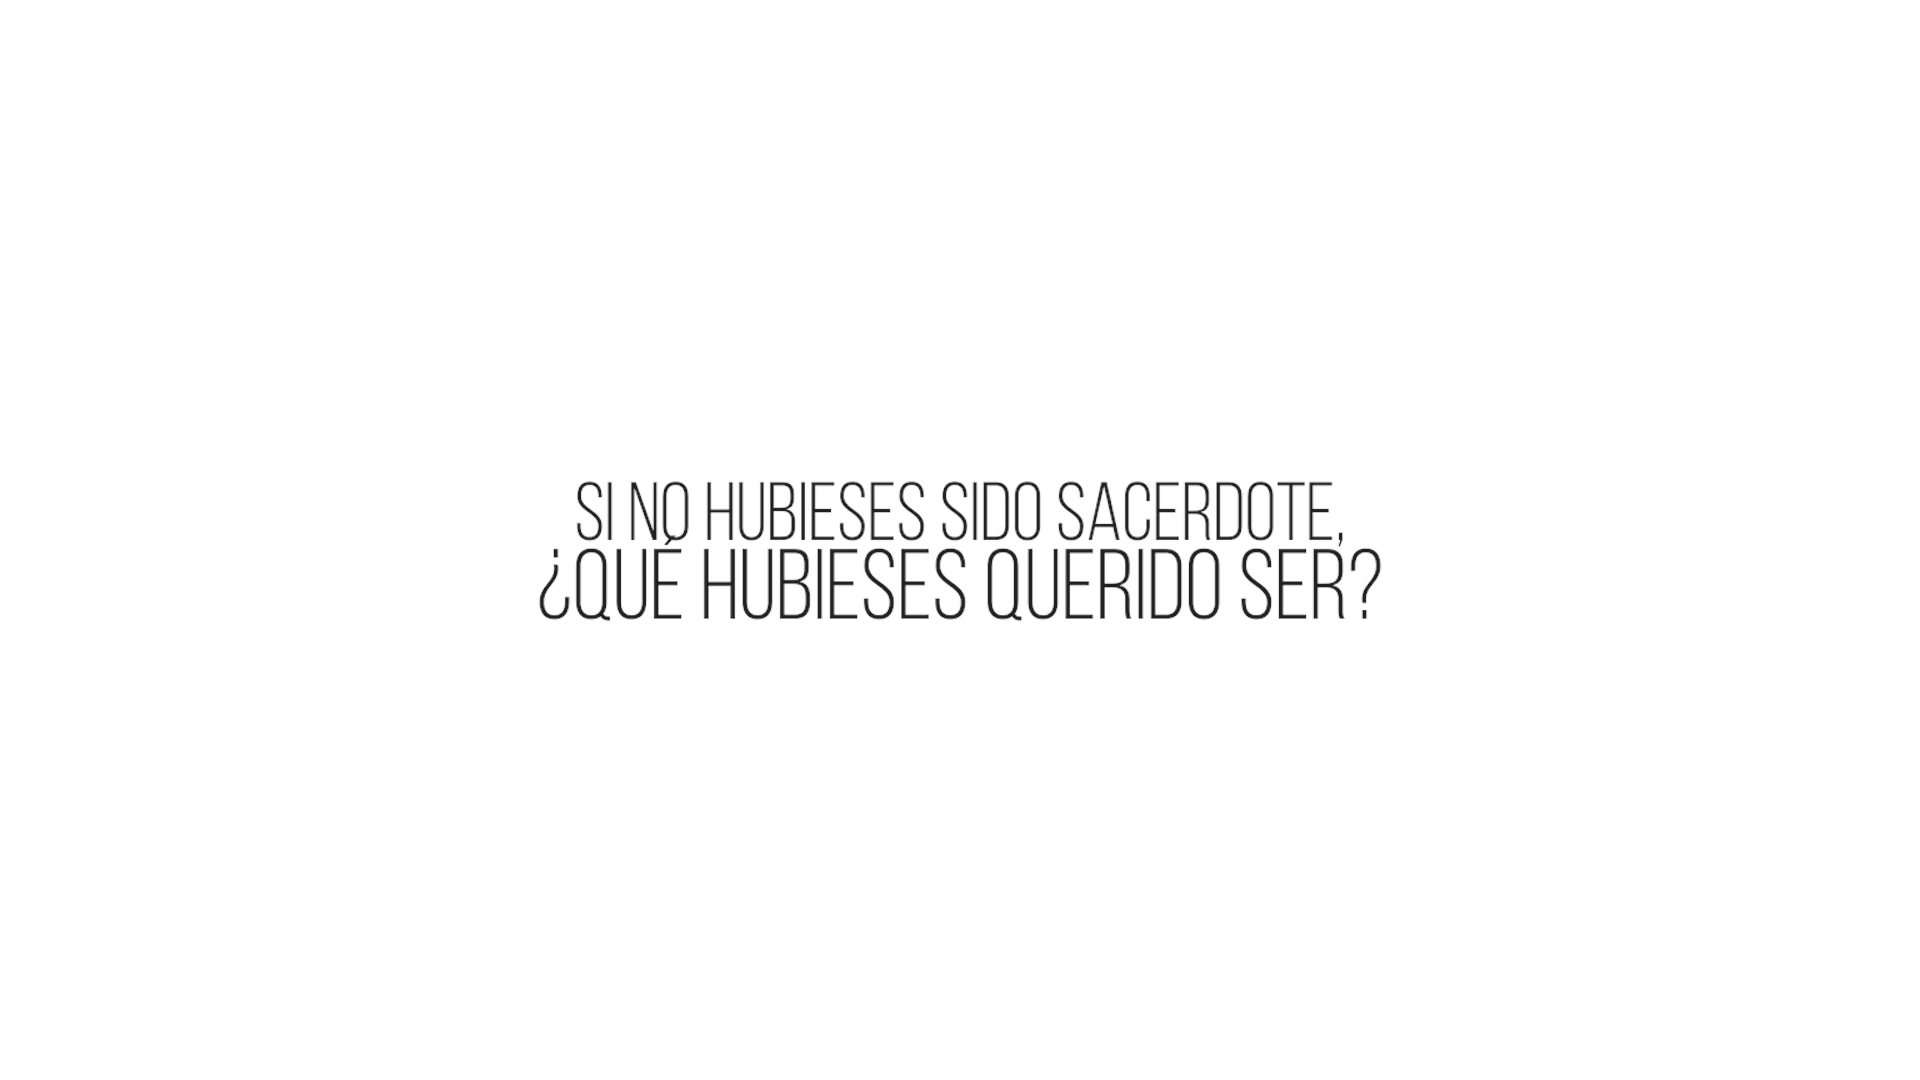 SI NO HUBIESES SIDO SACERDOTE,
¿QUÉ HUBIESES QUERIDO SER?